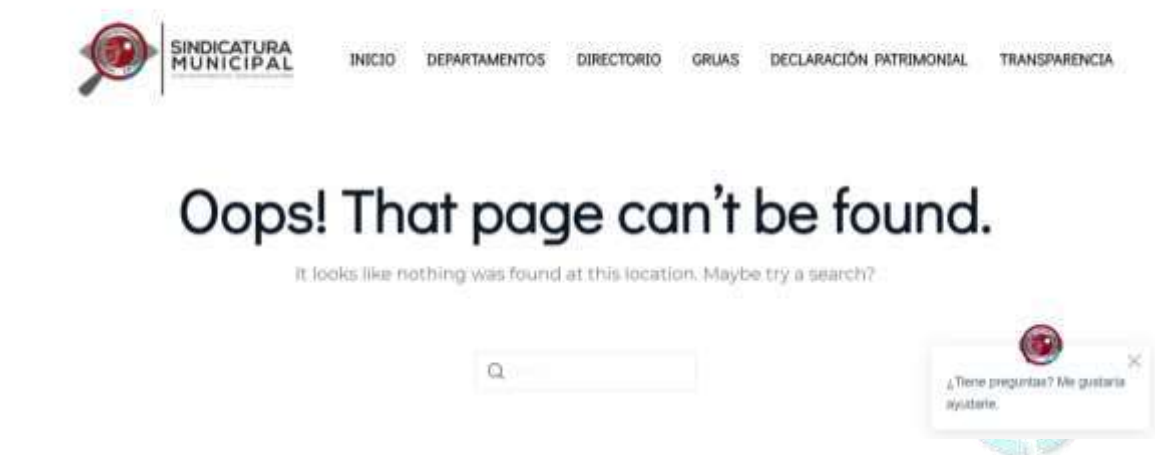 SINDICATURA
MUNICIPAL
INICIO DEPARTAMENTOS DIRECTORIO GRUAS DECLARACIÓN PATRIMONIAL TRANSPARENCIA
Oops! That page can’t be found.
It looks like nothing was found at this location. Maybe try a search?
¿Tiene preguntas? Me gustaría
ayudarle.